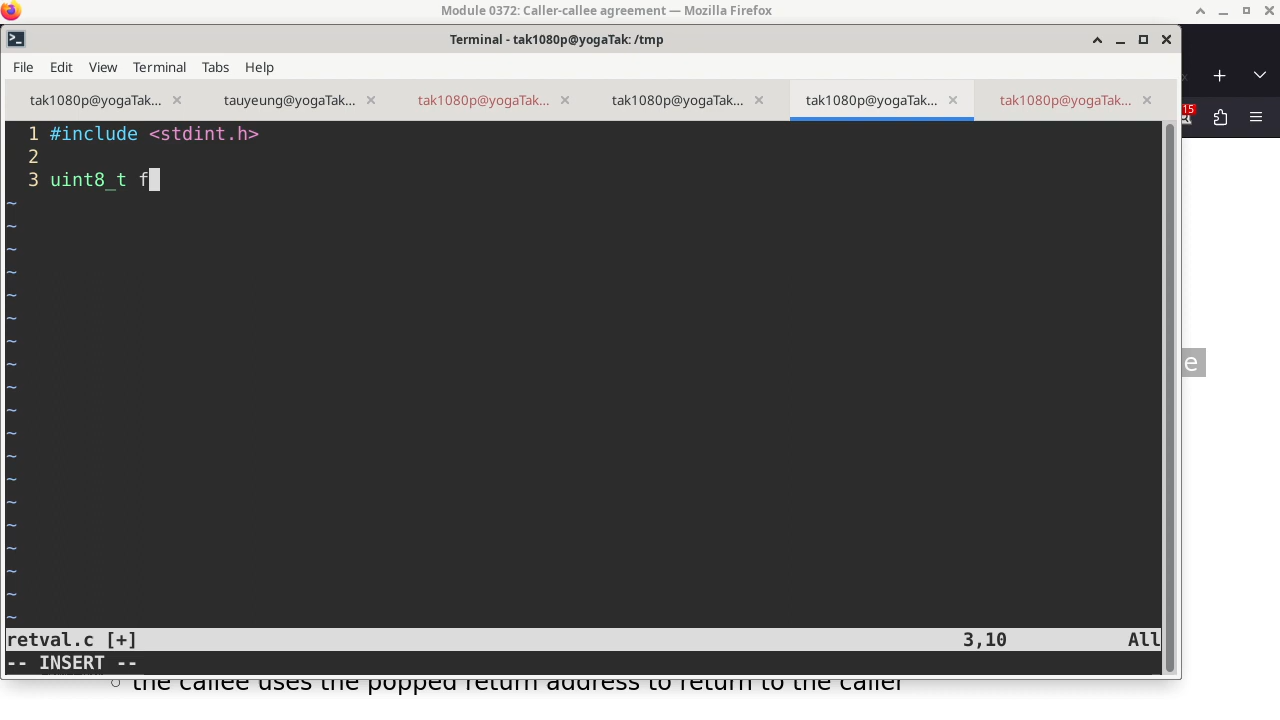 Module 0372: Caller-callee agreement — Mozilla Firefox
Terminal - tak1080p@yogaTak: /tmp
File Edit View Terminal Tabs Help
tak1080p@yogaTak... tauyeung@yogaTak... tak1080p@yogaTak... tak1080p@yogaTak... tak1080p@yogaTak... tak1080p@yogaTak...
15
1 #include <stdint.h>
2
3 uint8_t f
~
~
~
~
~
~
~
e
~
~
~
~
~
~
~
~
~
~
~
~
retval.c [+] 3,10 All
-- INSERT --
the callee uses the popped return address to return to the caller